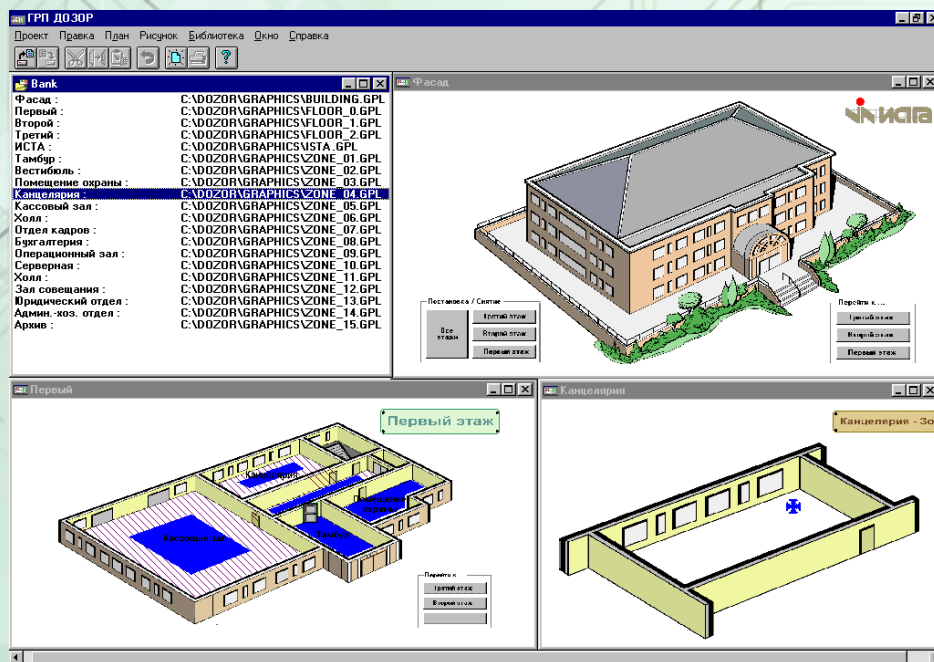 ГРП ДОЗОР
Проект Правка План Рисунок Библиотека Окно Справка
Bank
Фасад : C:\DOZOR\GRAPHICS\BUILDING.GPL
Первый : C:\DOZOR\GRAPHICS\FLOOR_0.GPL
Второй : C:\DOZOR\GRAPHICS\FLOOR_1.GPL
Третий : C:\DOZOR\GRAPHICS\FLOOR_2.GPL
ИСТА : C:\DOZOR\GRAPHICS\ISTA.GPL
Тамбур : C:\DOZOR\GRAPHICS\ZONE_01.GPL
Вестибюль : C:\DOZOR\GRAPHICS\ZONE_02.GPL
Помещение охраны : C:\DOZOR\GRAPHICS\ZONE_03.GPL
Канцелярия : C:\DOZOR\GRAPHICS\ZONE_04.GPL
Кассовый зал : C:\DOZOR\GRAPHICS\ZONE_05.GPL
Холл : C:\DOZOR\GRAPHICS\ZONE_06.GPL
Отдел кадров : C:\DOZOR\GRAPHICS\ZONE_07.GPL
Бухгалтерия : C:\DOZOR\GRAPHICS\ZONE_08.GPL
Операционный зал : C:\DOZOR\GRAPHICS\ZONE_09.GPL
Серверная : C:\DOZOR\GRAPHICS\ZONE_10.GPL
Холл : C:\DOZOR\GRAPHICS\ZONE_11.GPL
Зал совещания : C:\DOZOR\GRAPHICS\ZONE_12.GPL
Юридический отдел : C:\DOZOR\GRAPHICS\ZONE_13.GPL
Админ.-хоз. отдел : C:\DOZOR\GRAPHICS\ZONE_14.GPL
Архив : C:\DOZOR\GRAPHICS\ZONE_15.GPL
Фасад
ИСТА
Постановка / Снятие
Все этажи
Третий этаж
Второй этаж
Первый этаж
Перейти к ...
Третий этаж
Второй этаж
Первый этаж
Первый
Первый этаж
Канцелярия
Помещение
охраны
Кассовый зал
Тамбур
Перейти к
Третий этаж
Второй этаж
Канцелярия
Канцелярия - Зо